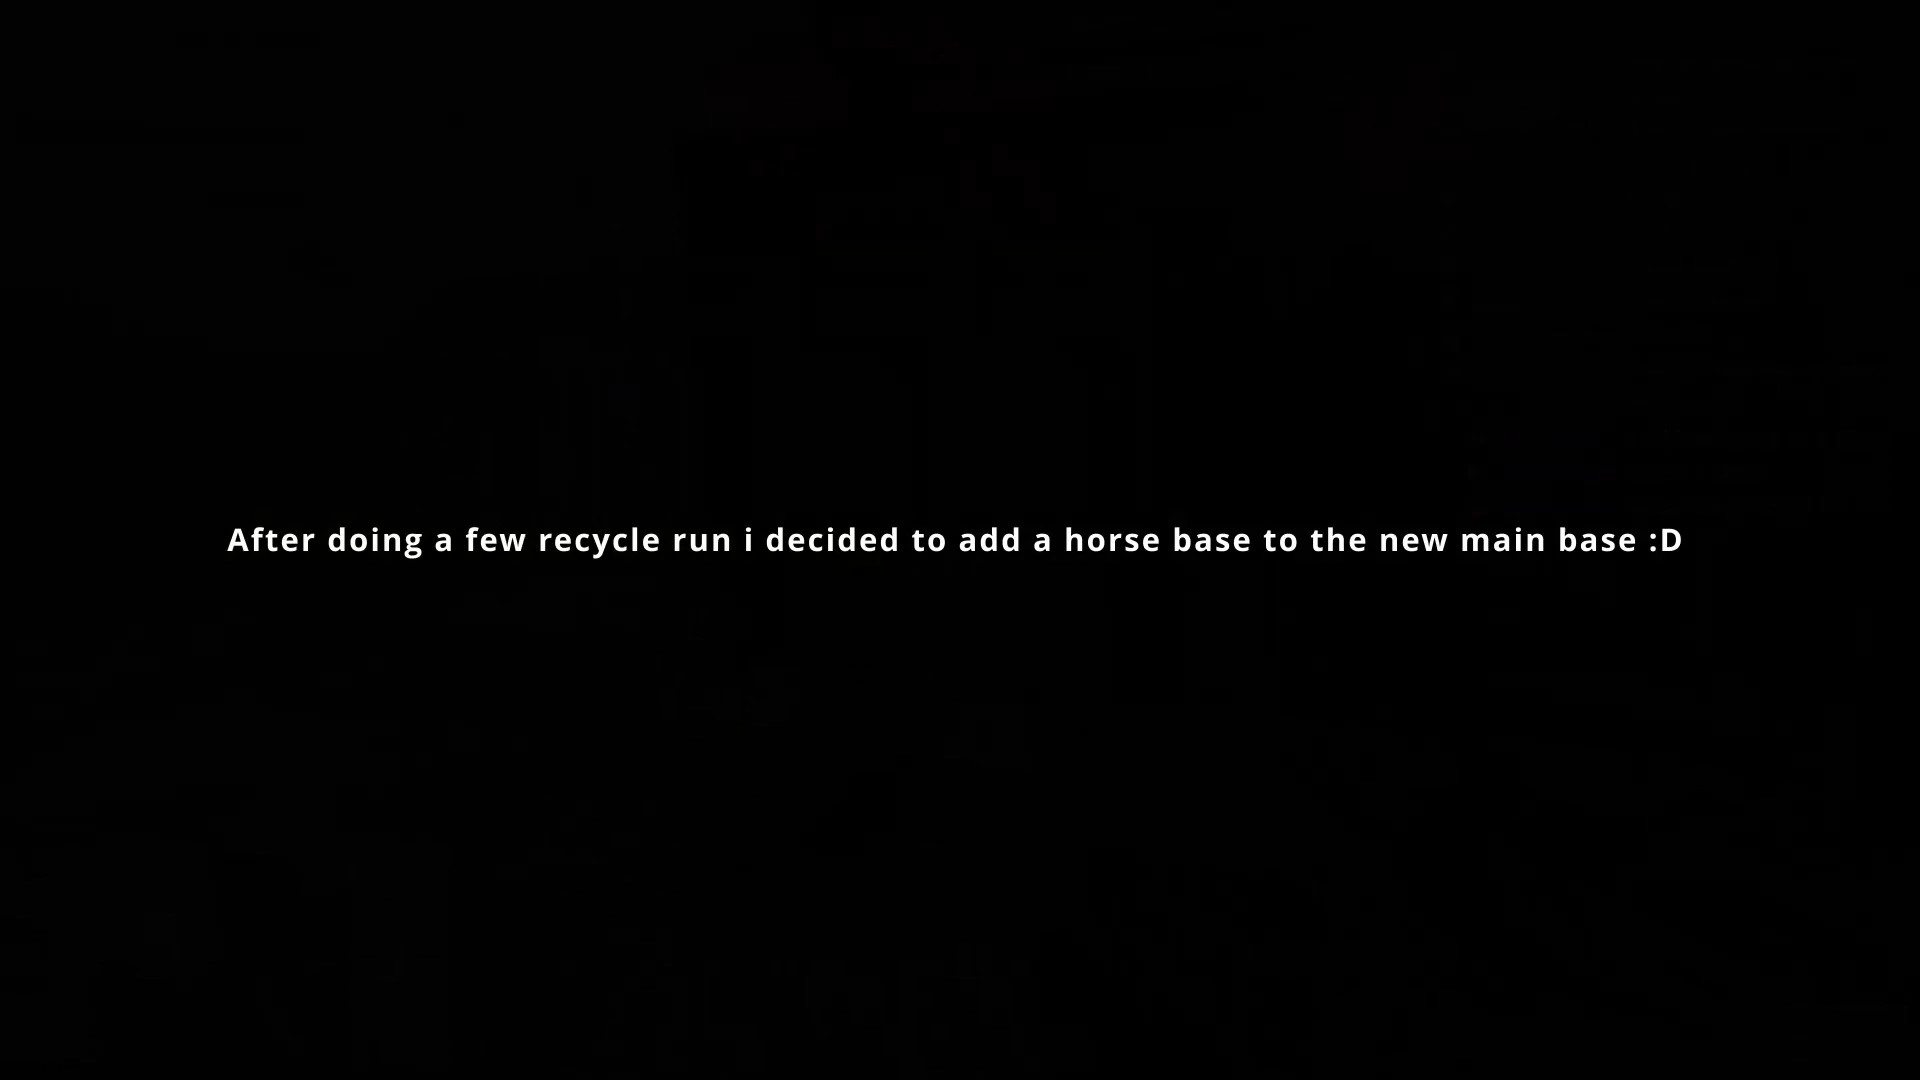 After doing a few recycle run i decided to add a horse base to the new main base :D